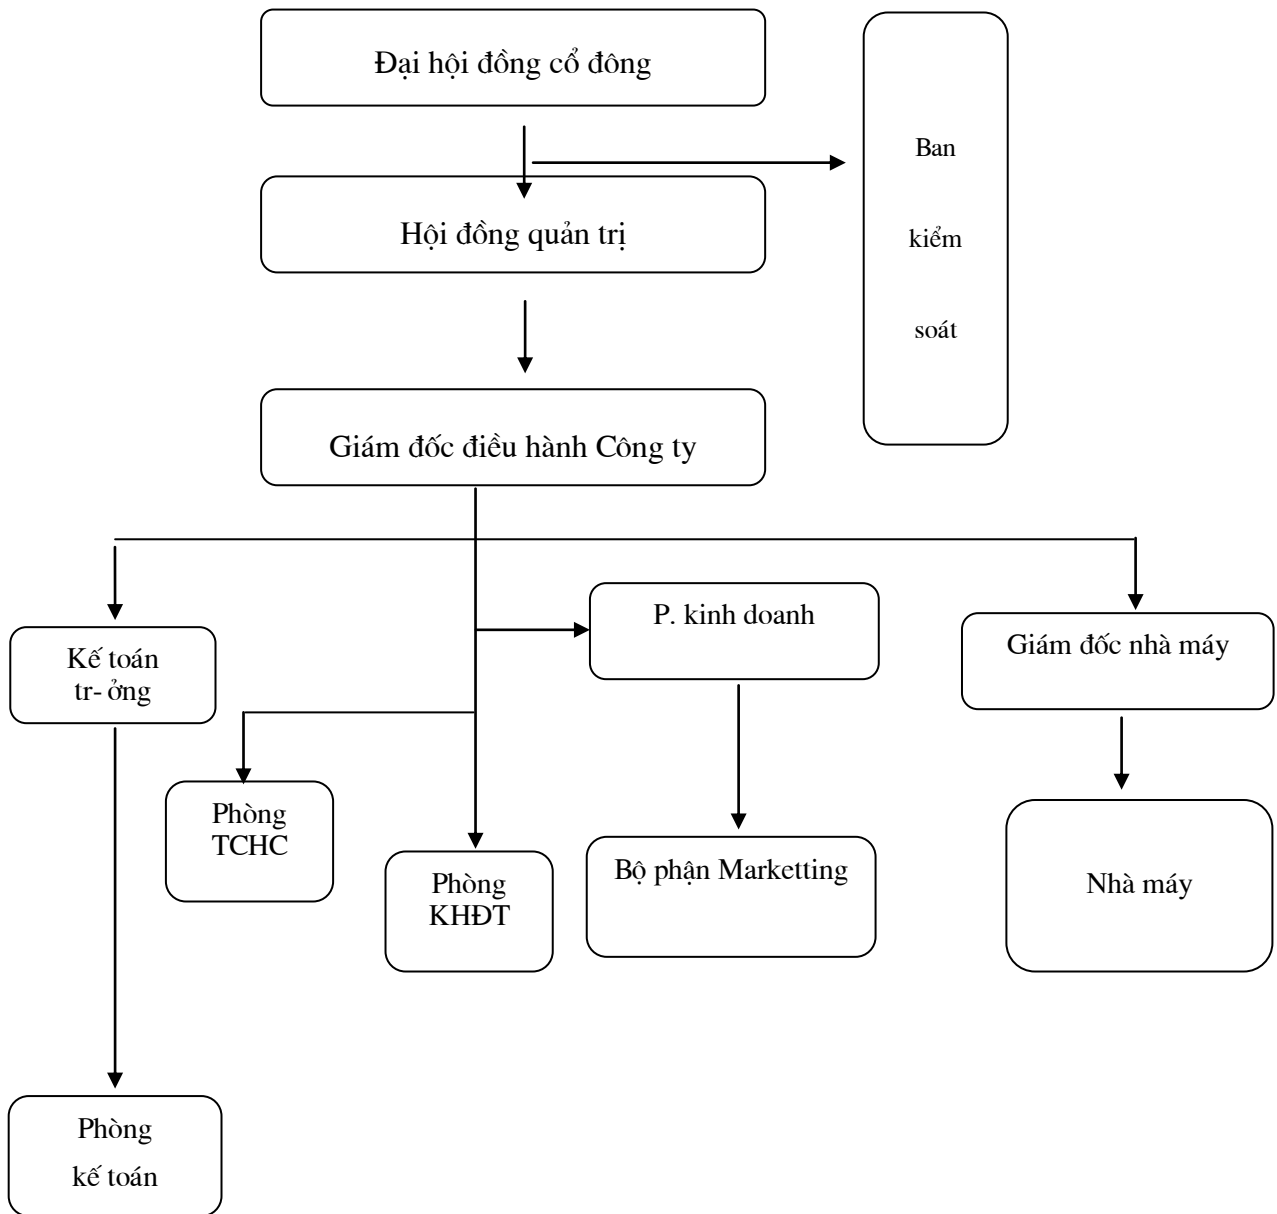 Đại hội đồng cổ đông
Ban
kiểm
soát
Hội đồng quản trị
Giám đốc điều hành Công ty
Kế toán
tr- ởng
P. kinh doanh
Giám đốc nhà máy
Phòng
TCHC
Phòng
KHĐT
Bộ phận Marketting
Nhà máy
Phòng
kế toán